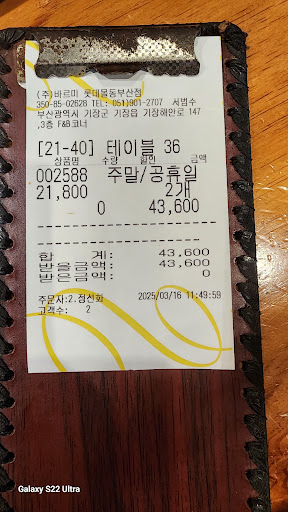 (주)바르미 롯데몰동부산점
350-85-02628 TEL: 051)901-2707 서법수
부산광역시 기장군 기장읍 기장해안로 147
,3층 F&B코너
[21-40] 테이블 36
상품명 수량 할인 금액
002588 주말/공휴일
21,800 2개
0 43,600
합 계: 43,600
받을금액: 43,600
받은금액: 0
주문자:2.정신화 2025/03/16 11:49:59
고객수: 2
Galaxy S22 Ultra